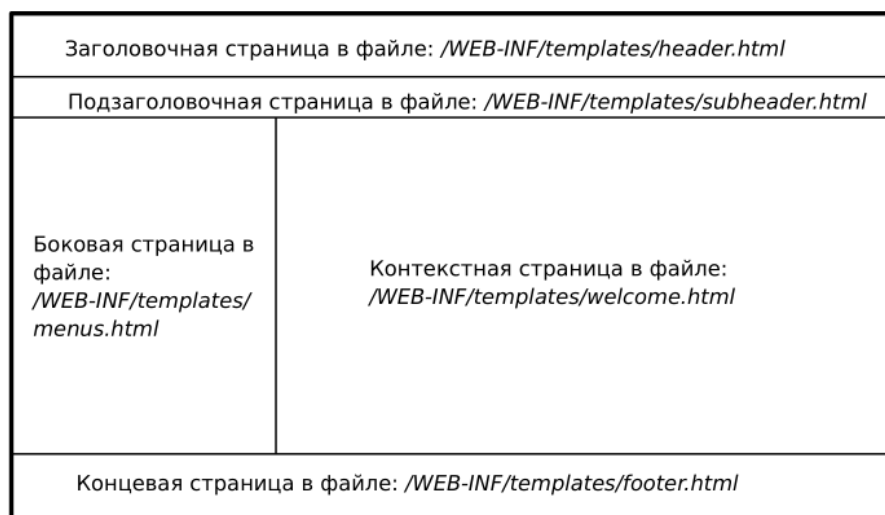 Заголовочная страница в файле: /WEB-INF/templates/header.html
Подзаголовочная страница в файле: /WEB-INF/templates/subheader.html
Боковая страница в
файле:
/WEB-INF/templates/
menus.html
Контекстная страница в файле:
/WEB-INF/templates/welcome.html
Концевая страница в файле: /WEB-INF/templates/footer.html